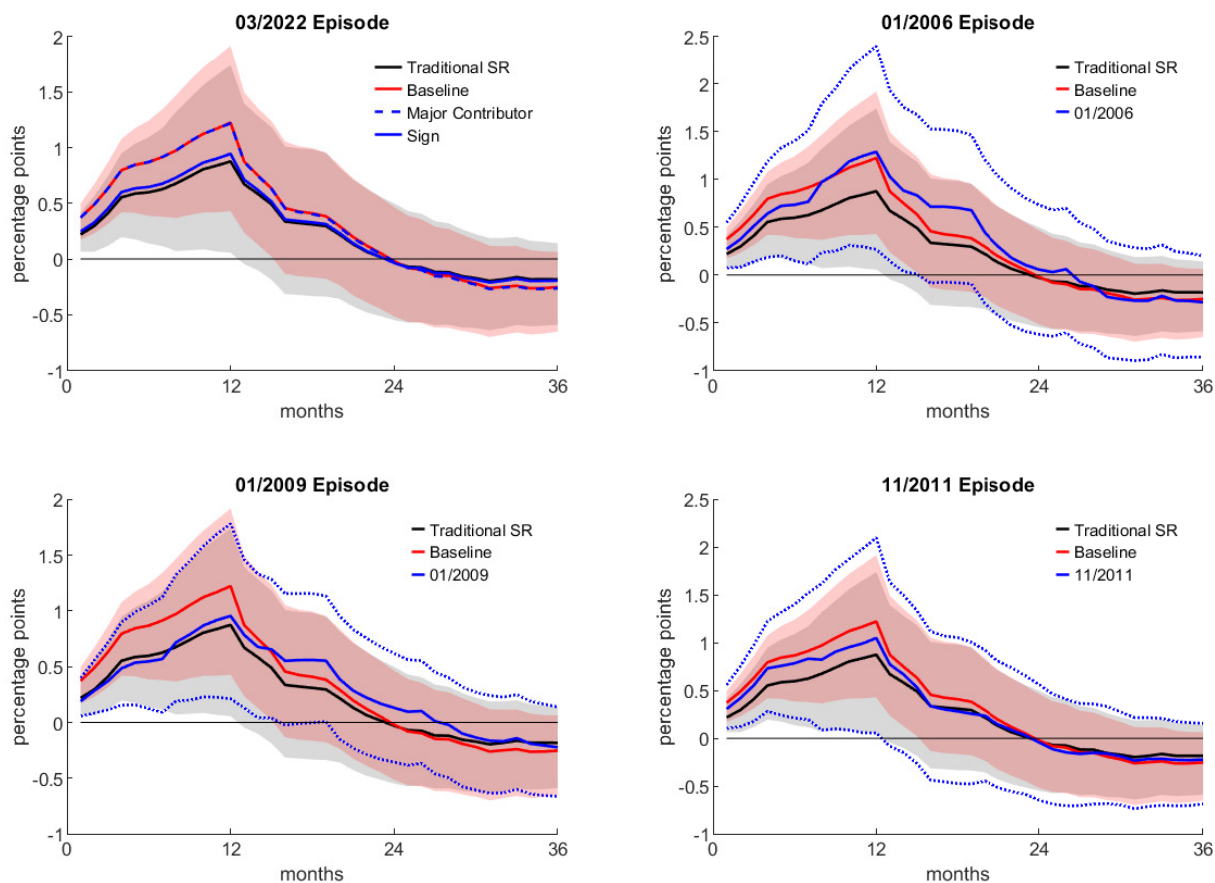 03/2022 Episode
2
1.5
1
0.5
0
-0.5
-1
percentage points
Traditional SR
Baseline
Major Contributor
Sign
0 12 24 36
months
01/2006 Episode
2.5
2
1.5
1
0.5
0
-0.5
-1
percentage points
Traditional SR
Baseline
01/2006
0 12 24 36
months
01/2009 Episode
2
1.5
1
0.5
0
-0.5
-1
percentage points
Traditional SR
Baseline
01/2009
0 12 24 36
months
11/2011 Episode
2.5
2
1.5
1
0.5
0
-0.5
-1
percentage points
Traditional SR
Baseline
11/2011
0 12 24 36
months